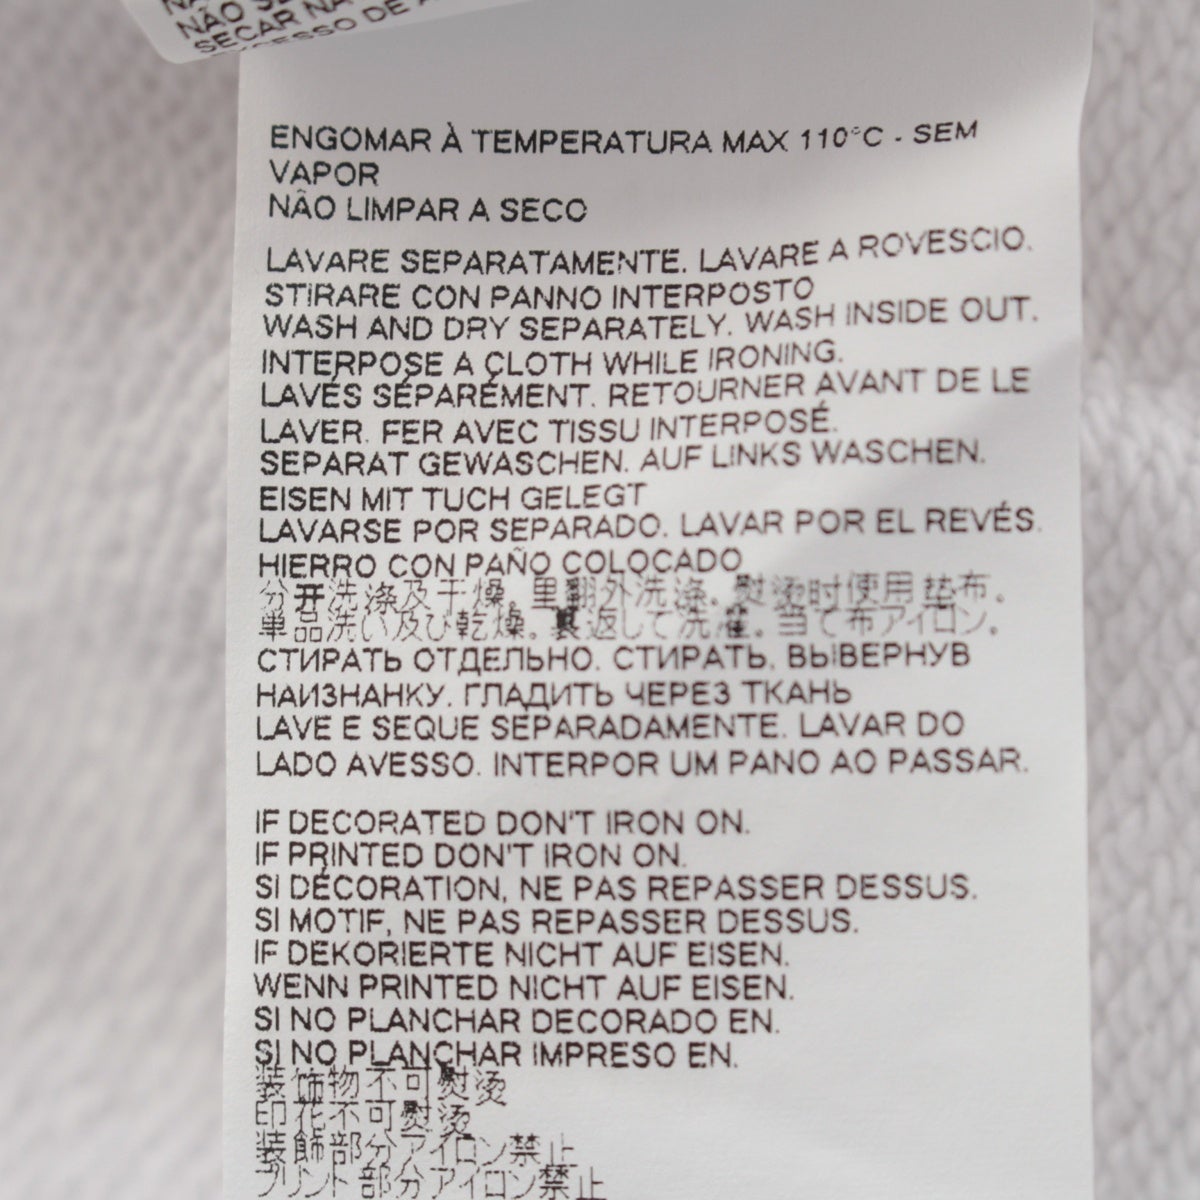 NÃO
SECAR NA
EXCESSO DE
ENGOMAR À TEMPERATURA MAX 110°C - SEM
VAPOR
NÃO LIMPAR A SECO
LAVARE SEPARATAMENTE. LAVARE A ROVESCIO.
STIRARE CON PANNO INTERPOSTO
WASH AND DRY SEPARATELY. WASH INSIDE OUT.
INTERPOSE A CLOTH WHILE IRONING.
LAVÉS SÉPARÉMENT. RETOURNER AVANT DE LE
LAVER. FER AVEC TISSU INTERPOSÉ.
SEPARAT GEWASCHEN. AUF LINKS WASCHEN.
EISEN MIT TUCH GELEGT
LAVARSE POR SEPARADO. LAVAR POR EL REVÉS.
HIERRO CON PAÑO COLOCADO
分开洗涤及干燥。里翻外洗涤。熨烫时使用垫布。
単品洗い及び乾燥。裏返して洗濯。当て布アイロン。
СТИРАТЬ ОТДЕЛЬНО. СТИРАТЬ, ВЫВЕРНУВ
НАИЗНАНКУ. ГЛАДИТЬ ЧЕРЕЗ ТКАНЬ
LAVE E SEQUE SEPARADAMENTE. LAVAR DO
LADO AVESSO. INTERPOR UM PANO AO PASSAR.
IF DECORATED DON'T IRON ON.
IF PRINTED DON'T IRON ON.
SI DÉCORATION, NE PAS REPASSER DESSUS.
SI MOTIF, NE PAS REPASSER DESSUS.
IF DEKORIERTE NICHT AUF EISEN.
WENN PRINTED NICHT AUF EISEN.
SI NO PLANCHAR DECORADO EN.
SI NO PLANCHAR IMPRESO EN.
装饰物不可熨烫
印花不可熨烫
装飾部分アイロン禁止
プリント部分アイロン禁止